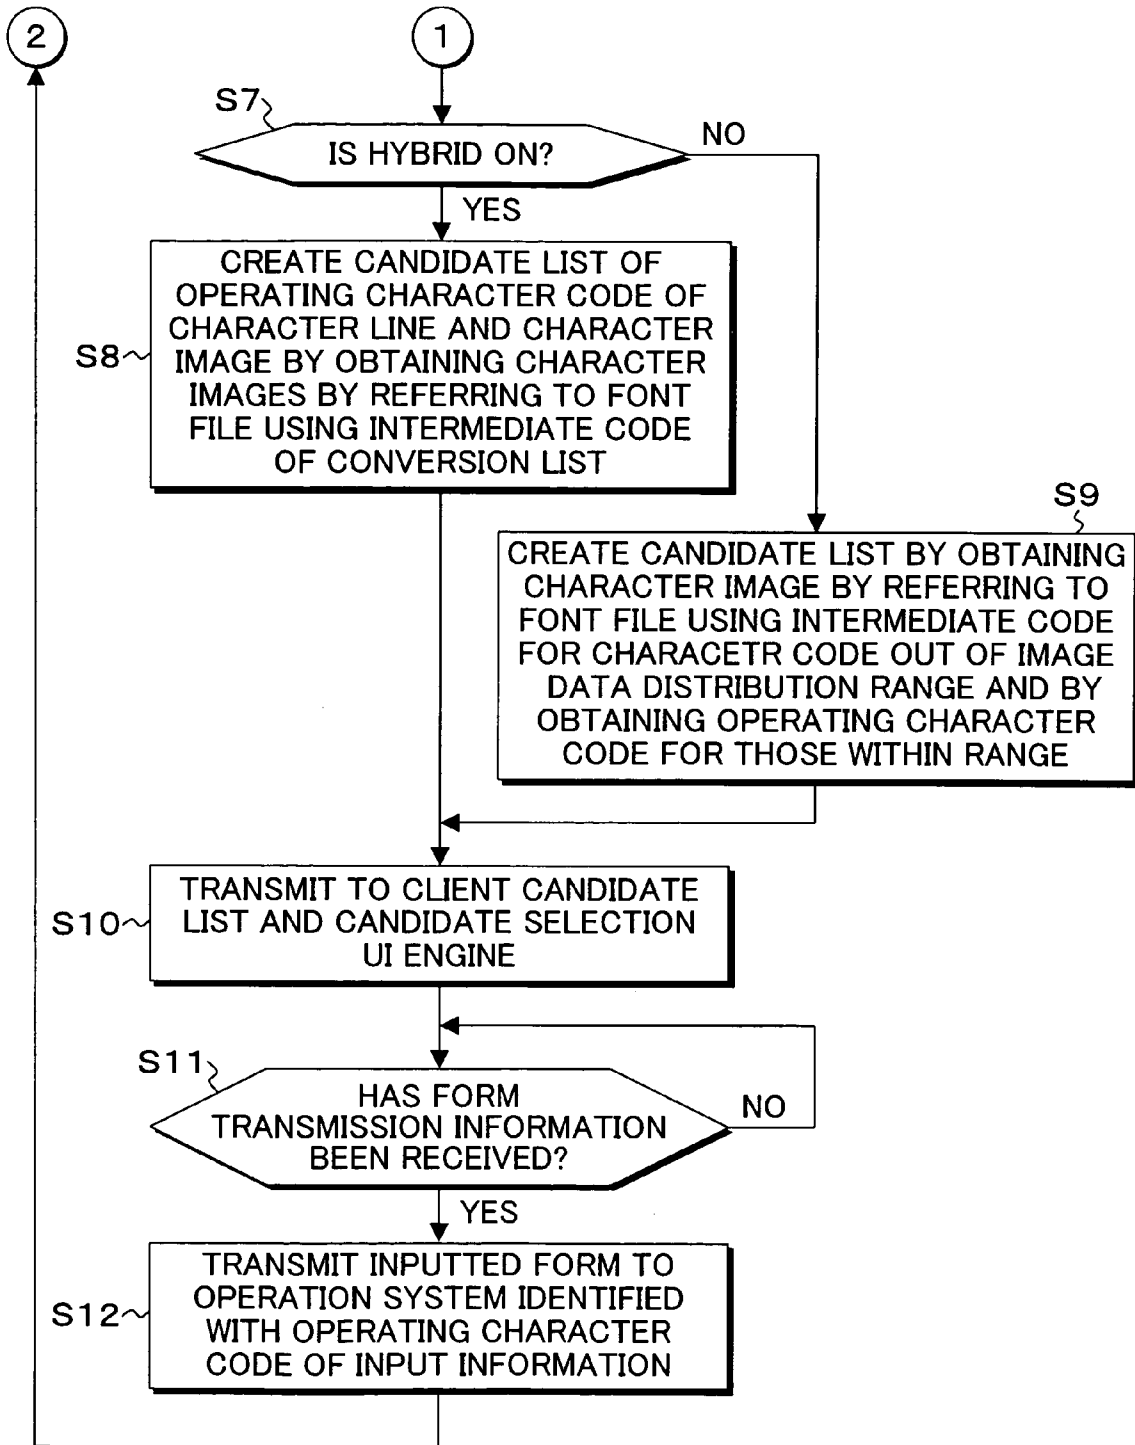 2
1
S7
IS HYBRID ON?
NO
YES
S8
CREATE CANDIDATE LIST OF
OPERATING CHARACTER CODE OF
CHARACTER LINE AND CHARACTER
IMAGE BY OBTAINING CHARACTER
IMAGES BY REFERRING TO FONT
FILE USING INTERMEDIATE CODE
OF CONVERSION LIST
S9
CREATE CANDIDATE LIST BY OBTAINING
CHARACTER IMAGE BY REFERRING TO
FONT FILE USING INTERMEDIATE CODE
FOR CHARACETR CODE OUT OF IMAGE
DATA DISTRIBUTION RANGE AND BY
OBTAINING OPERATING CHARACTER
CODE FOR THOSE WITHIN RANGE
S10
TRANSMIT TO CLIENT CANDIDATE
LIST AND CANDIDATE SELECTION
UI ENGINE
S11
HAS FORM
TRANSMISSION INFORMATION
BEEN RECEIVED?
NO
YES
S12
TRANSMIT INPUTTED FORM TO
OPERATION SYSTEM IDENTIFIED
WITH OPERATING CHARACTER
CODE OF INPUT INFORMATION